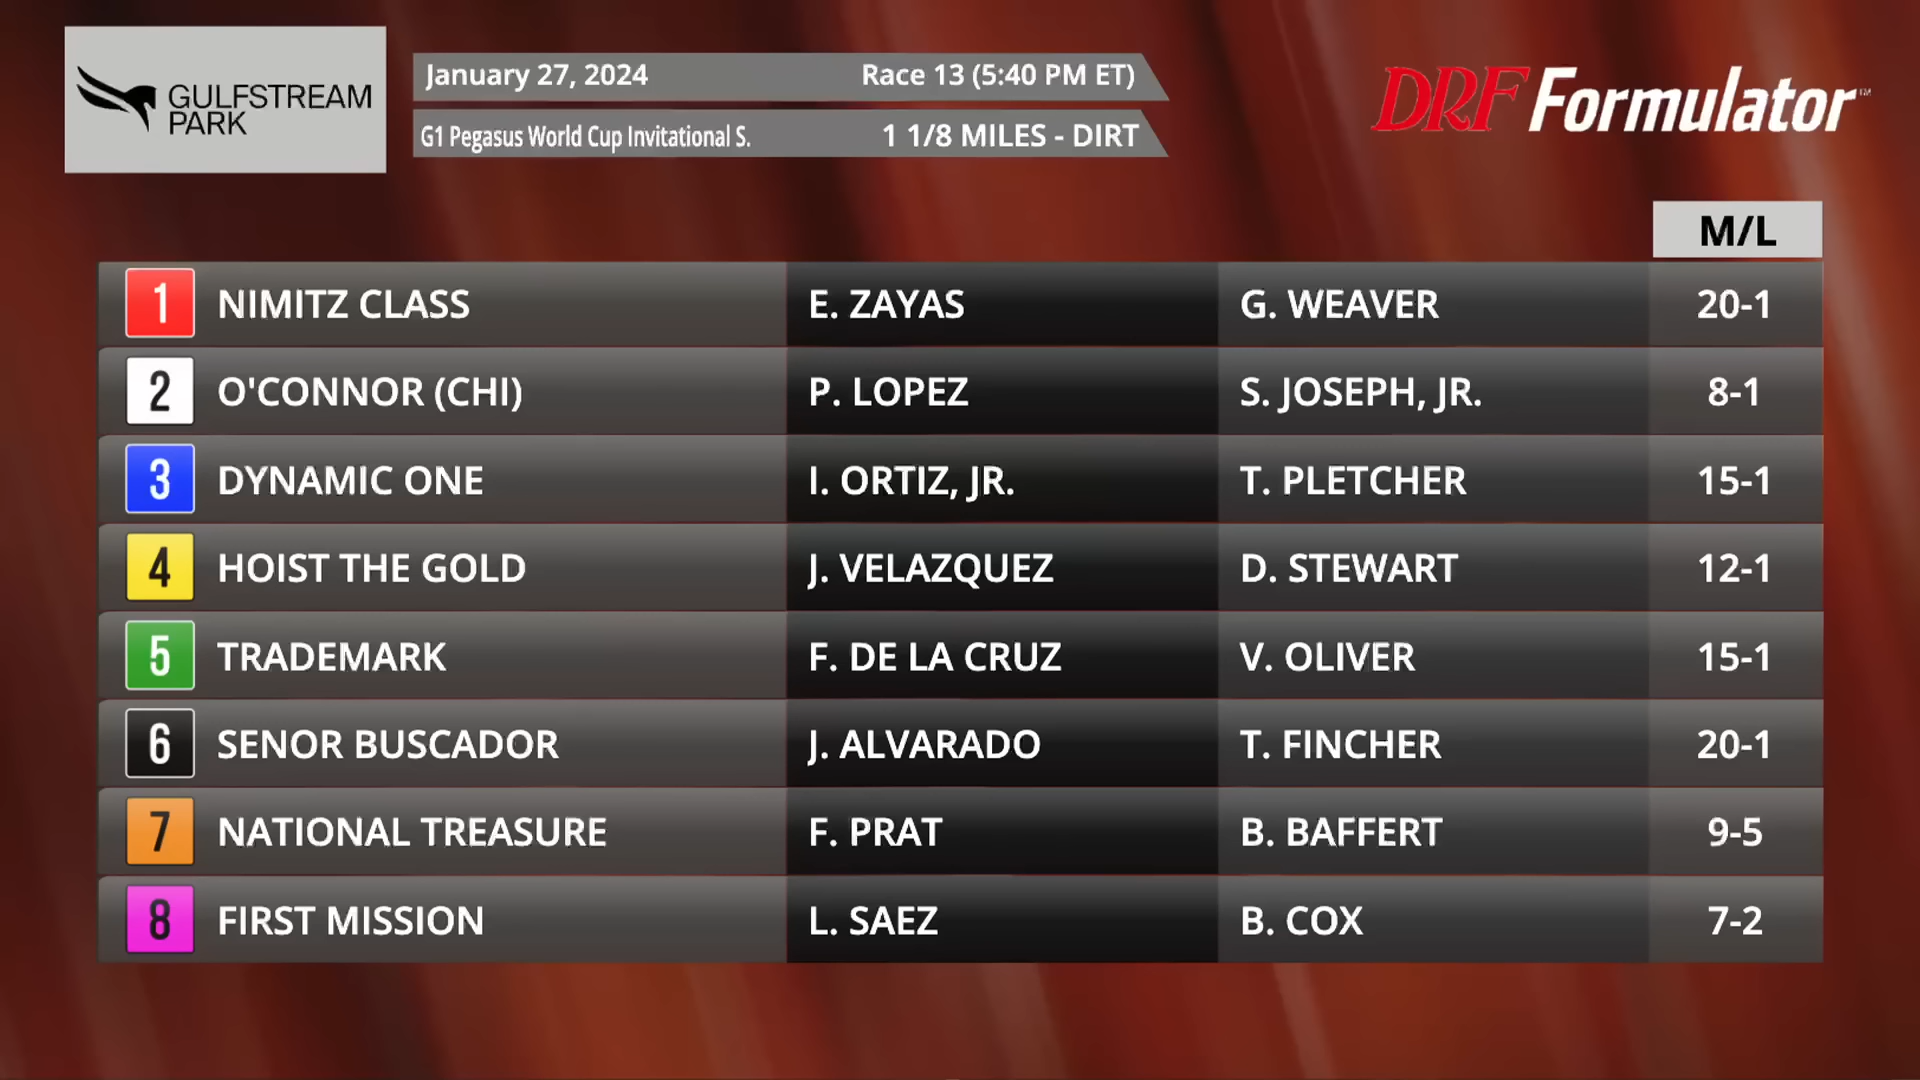 GULFSTREAM
PARK
January 27, 2024 Race 13 (5:40 PM ET)
G1 Pegasus World Cup Invitational S. 1 1/8 MILES - DIRT
DRF Formulator™
M/L
1 NIMITZ CLASS E. ZAYAS G. WEAVER 20-1
2 O'CONNOR (CHI) P. LOPEZ S. JOSEPH, JR. 8-1
3 DYNAMIC ONE I. ORTIZ, JR. T. PLETCHER 15-1
4 HOIST THE GOLD J. VELAZQUEZ D. STEWART 12-1
5 TRADEMARK F. DE LA CRUZ V. OLIVER 15-1
6 SENOR BUSCADOR J. ALVARADO T. FINCHER 20-1
7 NATIONAL TREASURE F. PRAT B. BAFFERT 9-5
8 FIRST MISSION L. SAEZ B. COX 7-2